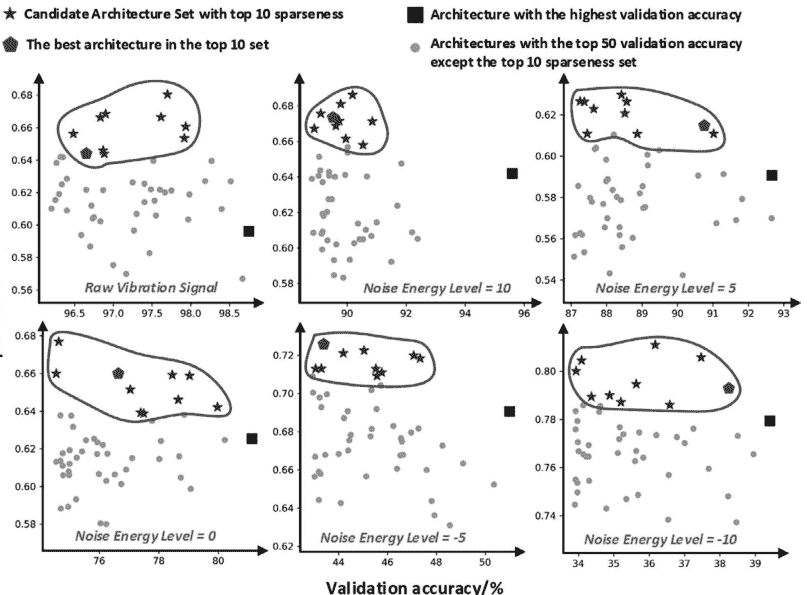 Candidate Architecture Set with top 10 sparseness
Architecture with the highest validation accuracy
The best architecture in the top 10 set
Architectures with the top 50 validation accuracy
except the top 10 sparseness set
0.68
0.66
0.64
0.62
0.60
0.58
0.56
96.5 97.0 97.5 98.0 98.5
Raw Vibration Signal
0.68
0.66
0.64
0.62
0.60
0.58
90 92 94 96
Noise Energy Level = 10
0.62
0.60
0.58
0.56
0.54
87 88 89 90 91 92 93
Noise Energy Level = 5
0.68
0.66
0.64
0.62
0.60
0.58
76 78 80
Noise Energy Level = 0
0.72
0.70
0.68
0.66
0.64
0.62
44 46 48 50
Noise Energy Level = -5
0.80
0.78
0.76
0.74
34 35 36 37 38 39
Noise Energy Level = -10
Validation accuracy/%